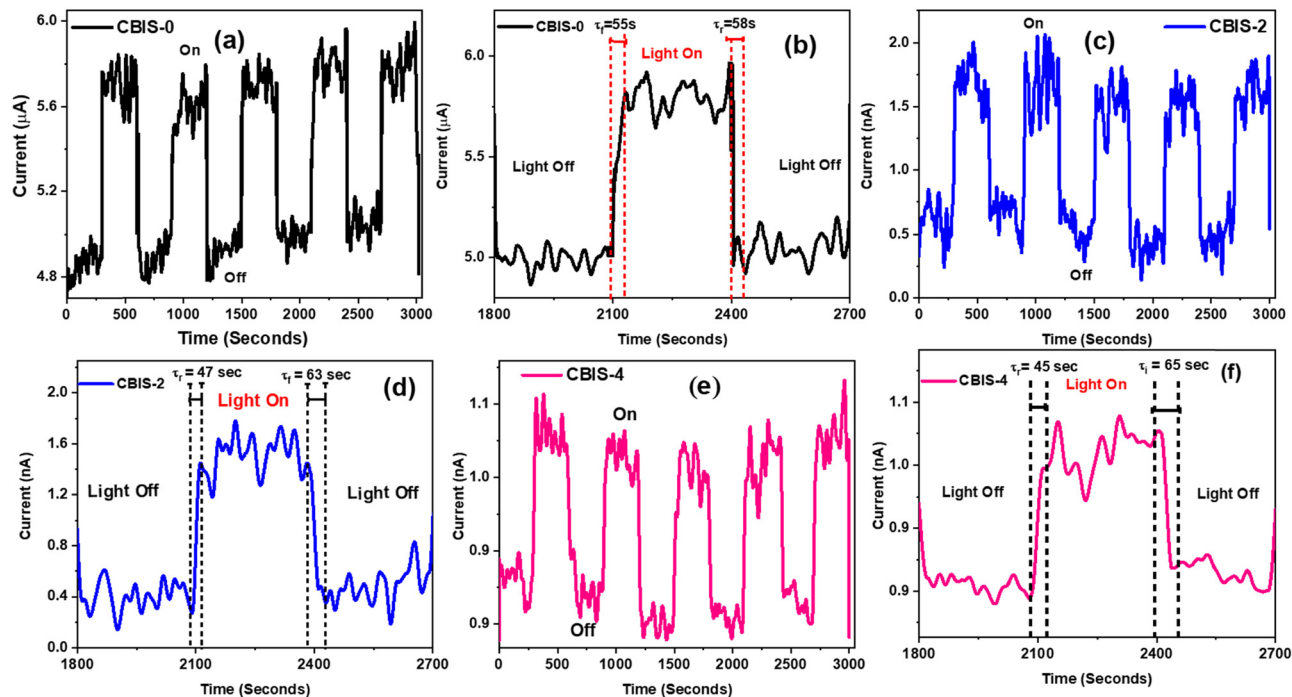 CBIS-0
(a)
On
Off
6.0
5.6
5.2
4.8
Current (μA)
0 500 1000 1500 2000 2500 3000
Time (Seconds)
CBIS-0
τf=55s
τr=58s
(b)
Light On
Light Off
Light Off
6.0
5.5
5.0
Current (μA)
1800 2100 2400 2700
Time (Seconds)
(c)
CBIS-2
On
Off
2.0
1.5
1.0
0.5
0.0
Current (nA)
0 500 1000 1500 2000 2500 3000
Time (Seconds)
CBIS-2
τr = 47 sec
τf = 63 sec
(d)
Light On
Light Off
Light Off
2.0
1.6
1.2
0.8
0.4
0.0
Current (nA)
1800 2100 2400 2700
Time (Seconds)
CBIS-4
(e)
On
Off
1.1
1.0
0.9
0.9
Current (nA)
0 500 1000 1500 2000 2500 3000
Time (Seconds)
CBIS-4
τr = 45 sec
τi = 65 sec
(f)
Light On
Light Off
Light Off
1.1
1.0
0.9
0.9
Current (nA)
1800 2100 2400 2700
Time (Seconds)